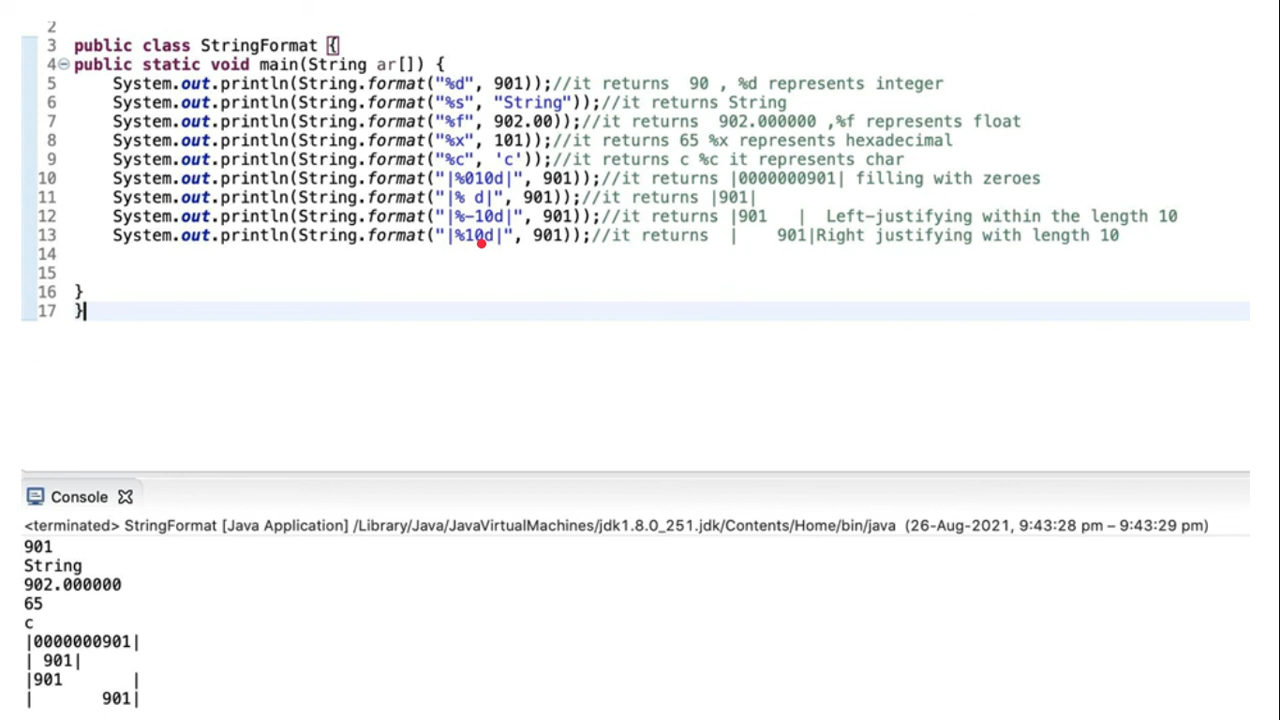 2
3 public class StringFormat {
4 public static void main(String ar[]) {
5 System.out.println(String.format("%d", 901));//it returns  90 , %d represents integer
6 System.out.println(String.format("%s", "String"));//it returns String
7 System.out.println(String.format("%f", 902.00));//it returns  902.000000 ,%f represents float
8 System.out.println(String.format("%x", 101));//it returns 65 %x represents hexadecimal
9 System.out.println(String.format("%c", 'c'));//it returns c %c it represents char
10 System.out.println(String.format("|%010d|", 901));//it returns |0000000901| filling with zeroes
11 System.out.println(String.format("|% d|", 901));//it returns |901|
12 System.out.println(String.format("|%-10d|", 901));//it returns |901   |  Left-justifying within the length 10
13 System.out.println(String.format("|%10d|", 901));//it returns  |    901|Right justifying with length 10
14
15
16 }
17 }
Console
<terminated> StringFormat [Java Application] /Library/Java/JavaVirtualMachines/jdk1.8.0_251.jdk/Contents/Home/bin/java  (26-Aug-2021, 9:43:28 pm – 9:43:29 pm)
901
String
902.000000
65
c
|0000000901|
| 901|
|901       |
|       901|